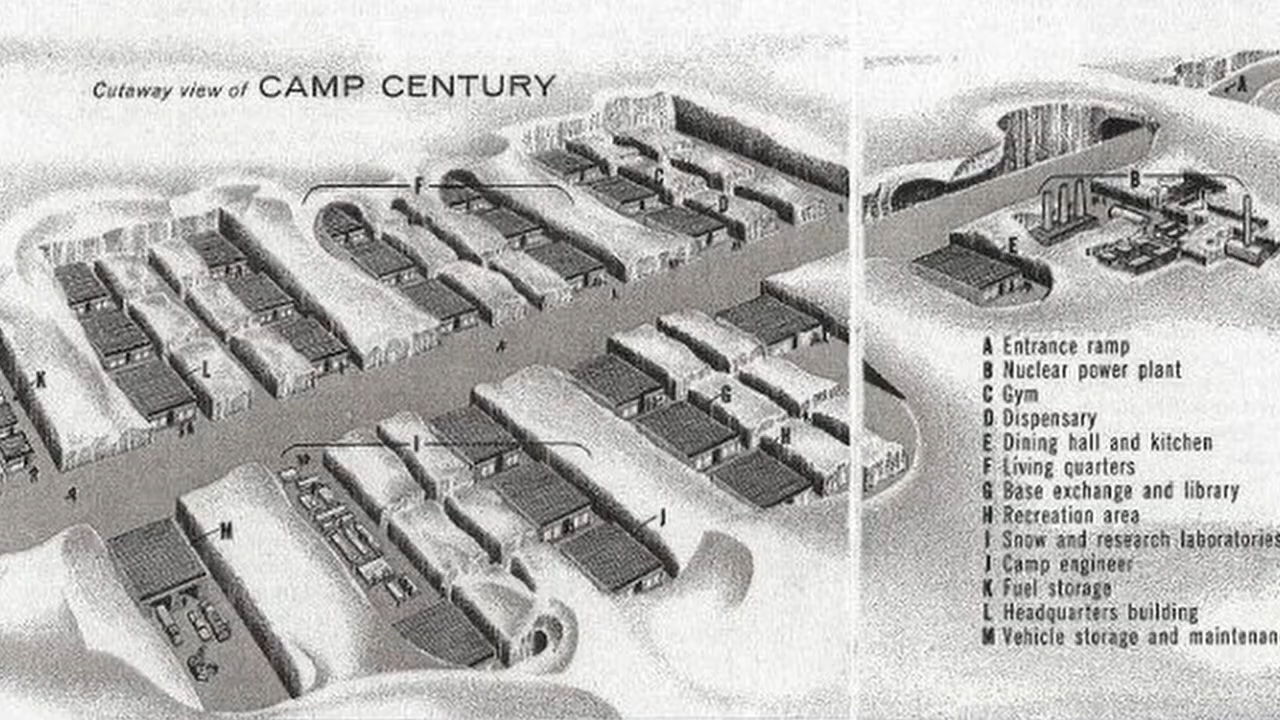 Cutaway view of CAMP CENTURY
A
F
B
C
D
E
K
L
G
H
I
J
M
A Entrance ramp
B Nuclear power plant
C Gym
D Dispensary
E Dining hall and kitchen
F Living quarters
G Base exchange and library
H Recreation area
I Snow and research laboratories
J Camp engineer
K Fuel storage
L Headquarters building
M Vehicle storage and maintenan